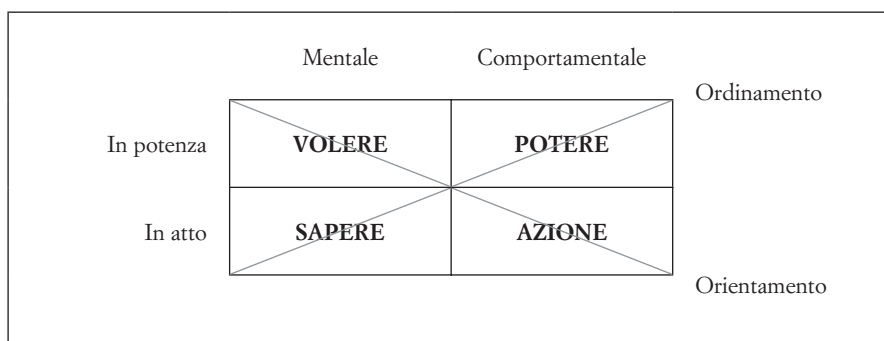 Mentale Comportamentale
Ordinamento
In potenza VOLERE POTERE
In atto SAPERE AZIONE
Orientamento